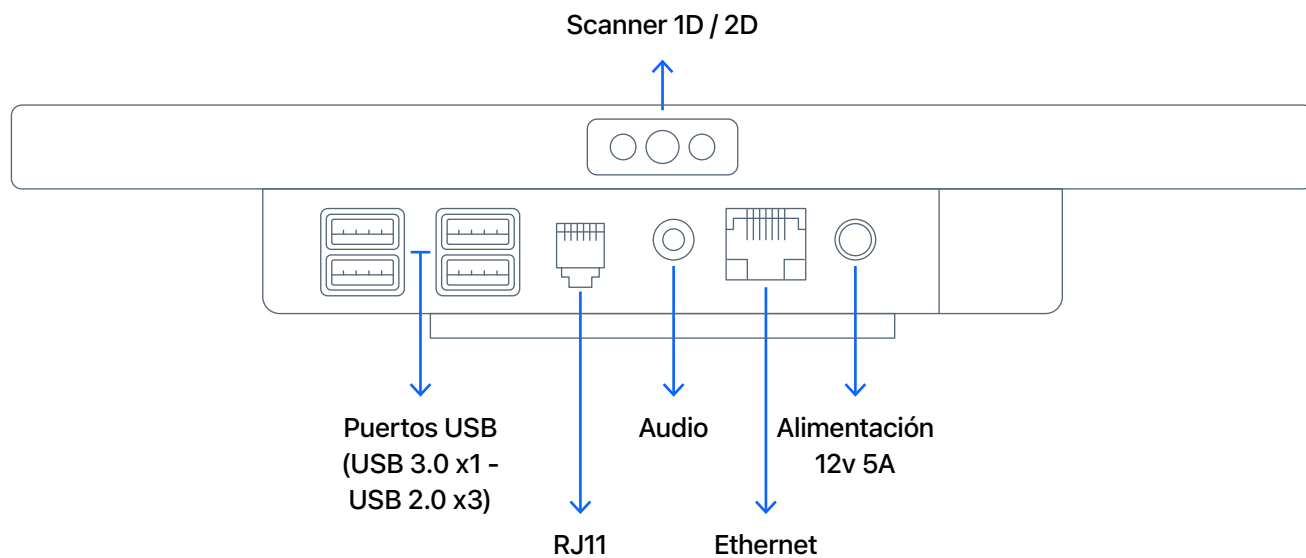 Scanner 1D / 2D
Puertos USB
(USB 3.0 x1 -
USB 2.0 x3)
RJ11
Audio
Ethernet
Alimentación
12v 5A